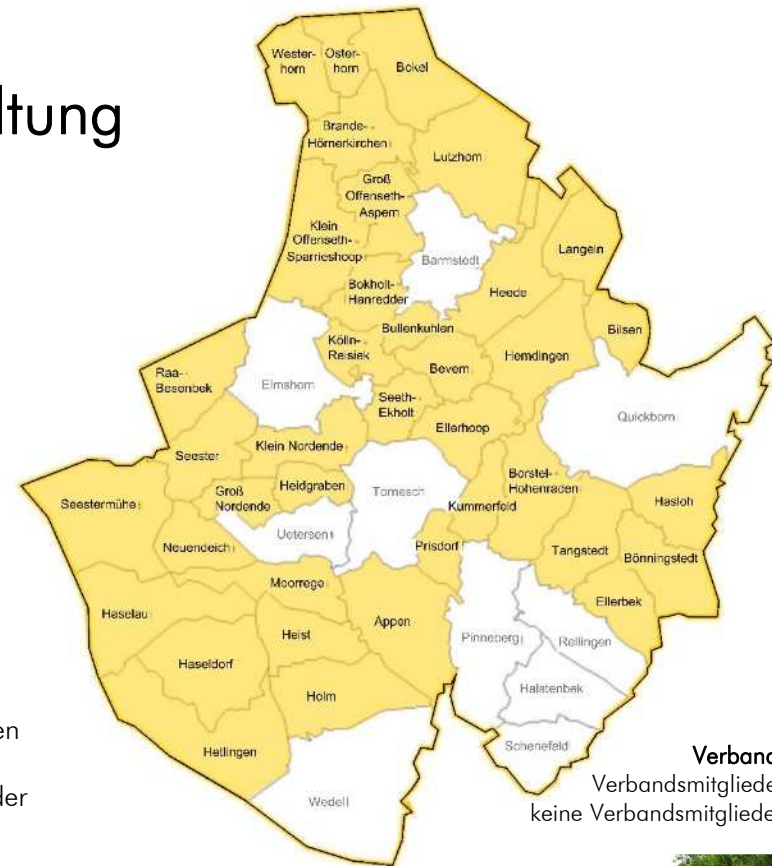 ltung
Wester-
horn
Oster-
horn
Bokel
Brande-
Hörnerkirchen
Lutzhorn
Groß
Offenseth-
Aspern
Klein
Offenseth-
Sparrieshoop
Barmstedt
Langeln
Bokholt-
Hanredder
Heede
Bullenkuhlen
Bilsen
Kölln-
Reisiek
Bevern
Hemdingen
Raa-
Besenbek
Elmshorn
Seeth-
Ekholt
Quickborn
Ellerhoop
Klein Nordende
Seester
Borstel-
Hohenraden
Heidgraben
Tornesch
Hasloh
Seestermühe
Groß
Nordende
Kummerfeld
Uetersen
Neuendeich
Prisdorf
Tangstedt
Bönningstedt
Moorrege
Ellerbek
Haselau
Appen
Heist
Pinneberg
Rellingen
Haseldorf
Halstenbek
Holm
Hetlingen
Schenefeld
Wedel
en
der
Verband
Verbandsmitgliede
keine Verbandsmitgliede